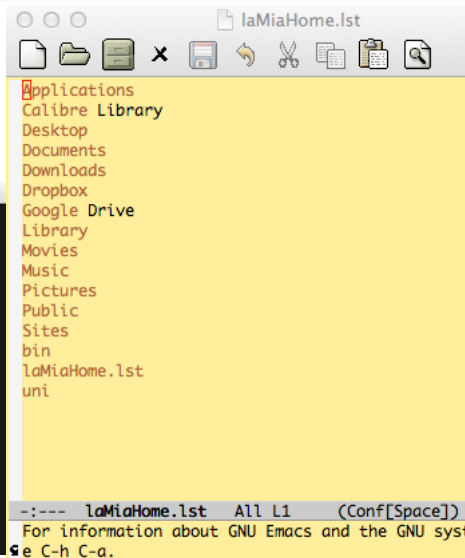 laMiaHome.lst
Applications
Calibre Library
Desktop
Documents
Downloads
Dropbox
Google Drive
Library
Movies
Music
Pictures
Public
Sites
bin
laMiaHome.lst
uni
-:--- laMiaHome.lst All L1 (Conf[Space])
For information about GNU Emacs and the GNU syst
e C-h C-a.